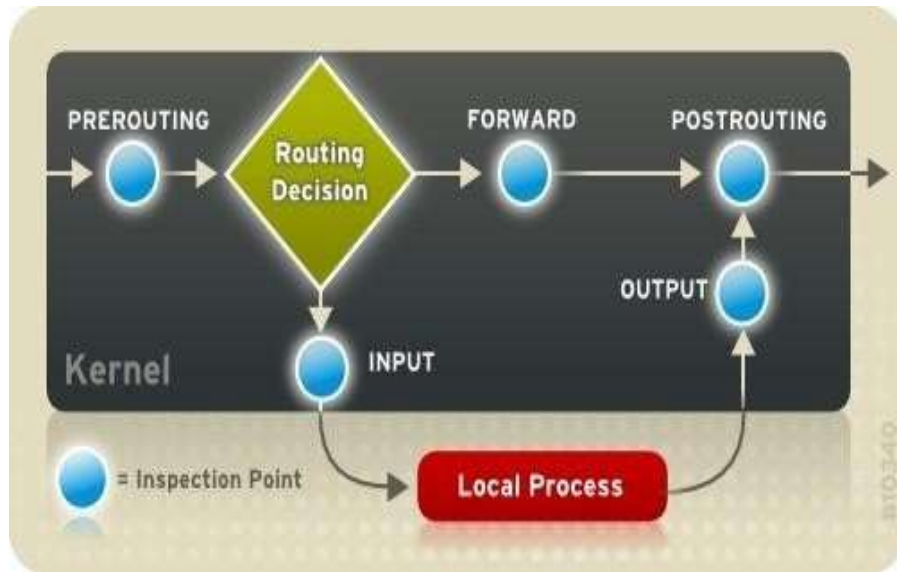 PREROUTING
Routing
Decision
FORWARD
POSTROUTING
OUTPUT
INPUT
Kernel
= Inspection Point
Local Process